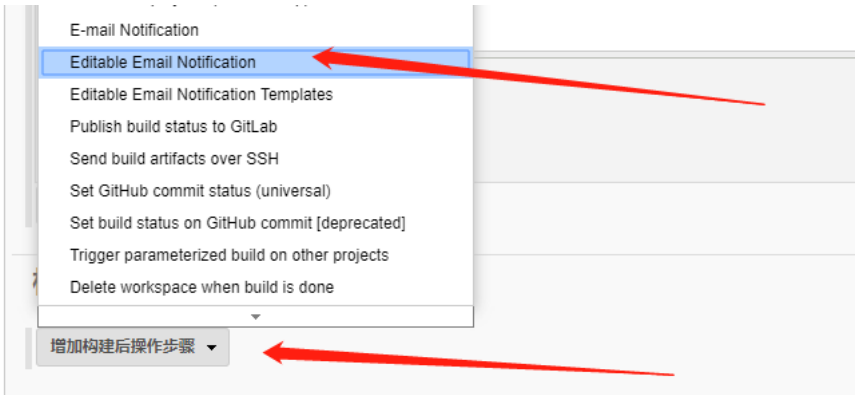 E-mail Notification
Editable Email Notification
Editable Email Notification Templates
Publish build status to GitLab
Send build artifacts over SSH
Set GitHub commit status (universal)
Set build status on GitHub commit [deprecated]
Trigger parameterized build on other projects
Delete workspace when build is done
增加构建后操作步骤